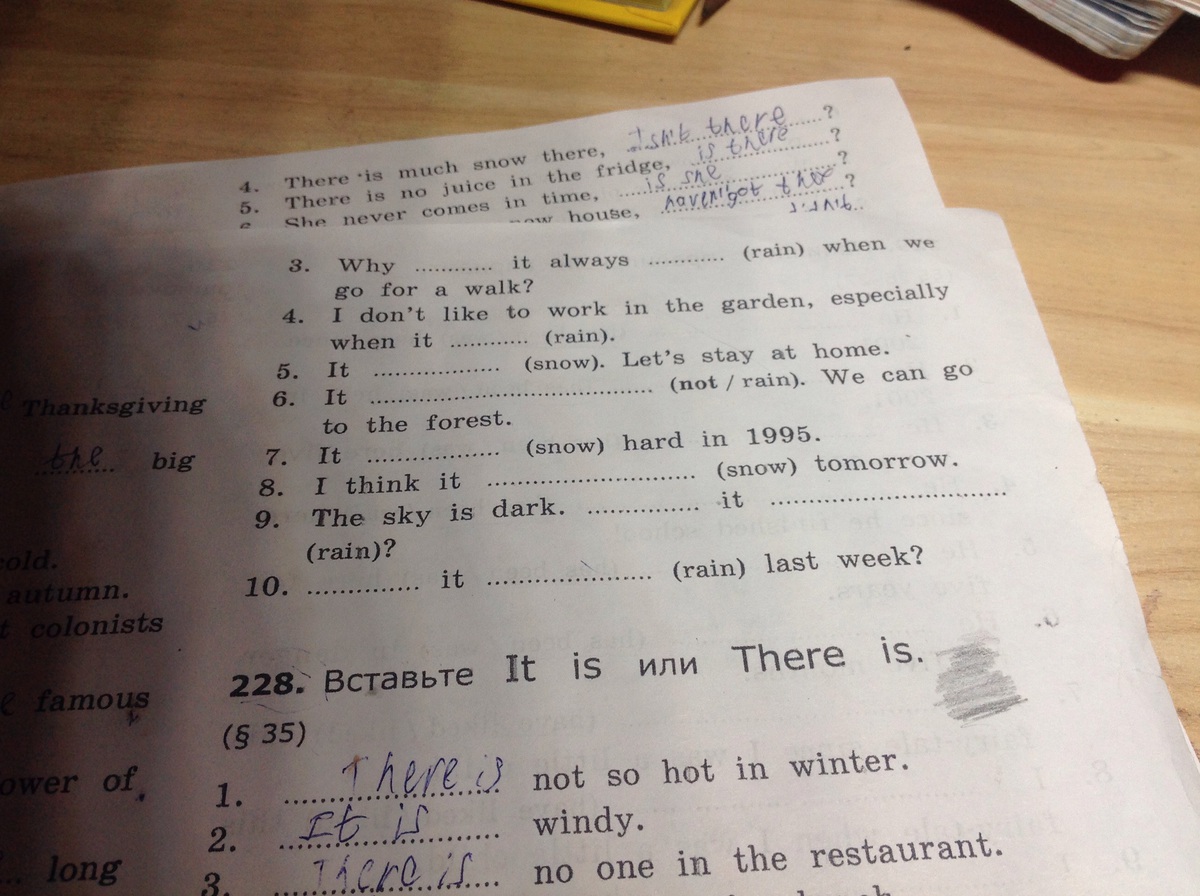 4. There is much snow there, Isn't there ?
5. There is no juice in the fridge, is there ?
She never comes in time, is she ?
house, haven't got ?
3. Why ............ it always ............ (rain) when we
go for a walk?
4. I don't like to work in the garden, especially
when it ............ (rain).
5. It .................... (snow). Let's stay at home.
6. It ............................................ (not / rain). We can go
to the forest.
7. It .................... (snow) hard in 1995.
8. I think it ................................ (snow) tomorrow.
9. The sky is dark. ................. it ....................................
(rain)?
10. ................. it ......................... (rain) last week?
228. Вставьте It is или There is.
(§ 35)
1. There is not so hot in winter.
2. It is windy.
3. There is no one in the restaurant.
Thanksgiving
the big
cold.
autumn.
colonists
famous
of
long